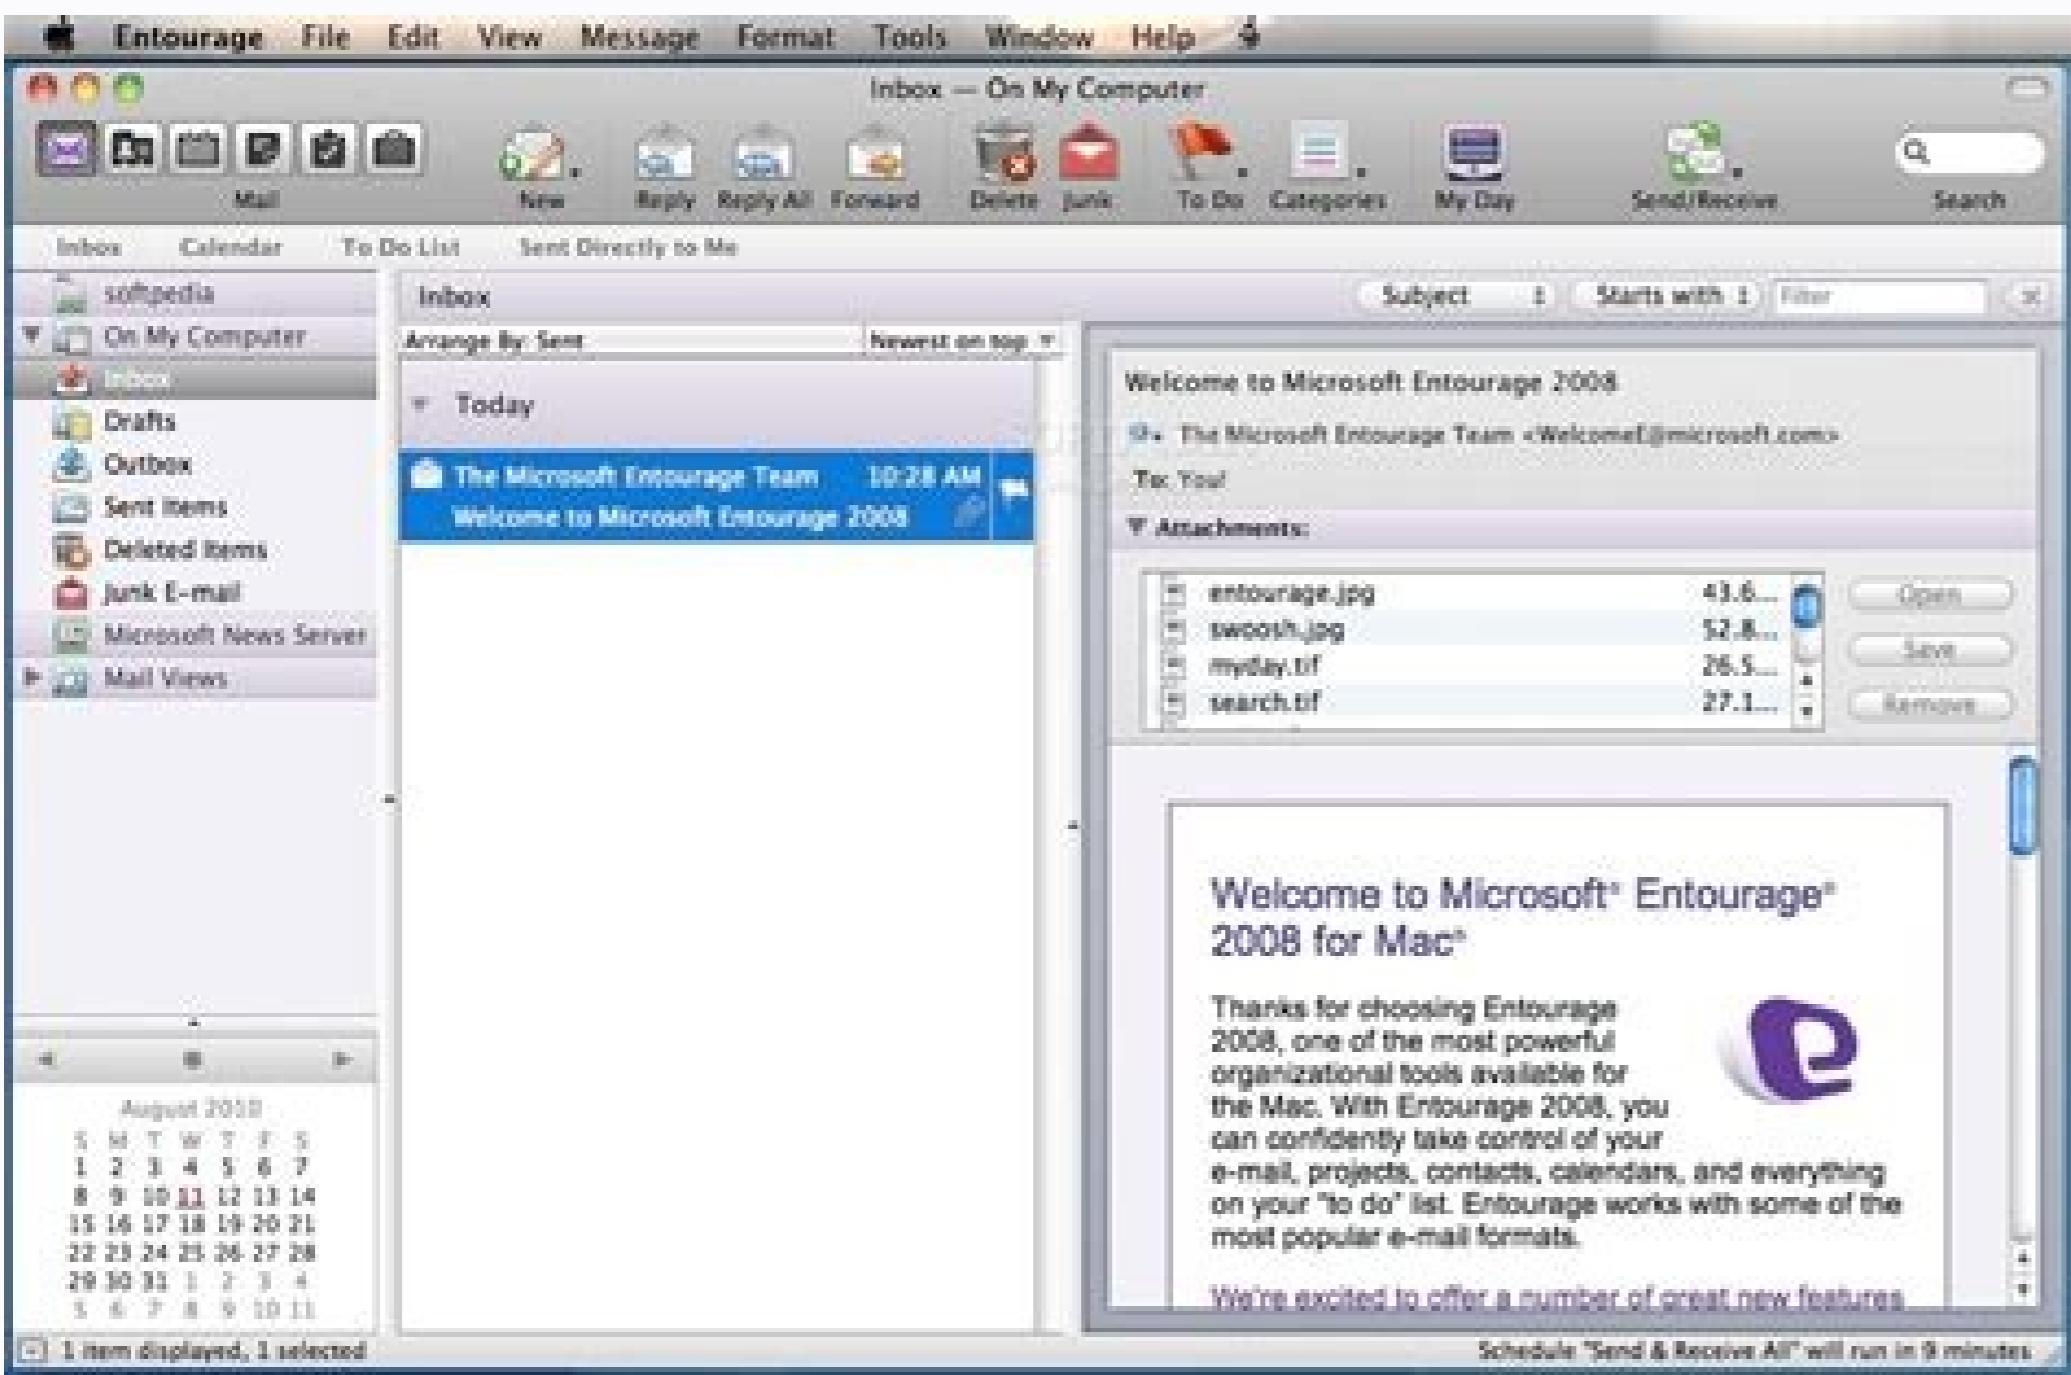 Entourage File Edit View Message Format Tools Window Help
Inbox — On My Computer
Mail New Reply Reply All Forward Delete Junk To Do Categories My Day Send/Receive Search
Inbox Calendar To Do List Sent Directly to Me
softpedia
On My Computer
Inbox
Drafts
Outbox
Sent Items
Deleted Items
Junk E-mail
Microsoft News Server
Mail Views
August 2010
S M T W T F S
1 2 3 4 5 6 7
8 9 10 11 12 13 14
15 16 17 18 19 20 21
22 23 24 25 26 27 28
29 30 31 1 2 3 4
5 6 7 8 9 10 11
Inbox
Subject Starts with Filter
Arrange By: Sent Newest on top
Today
The Microsoft Entourage Team 10:28 AM
Welcome to Microsoft Entourage 2008
Welcome to Microsoft Entourage 2008
The Microsoft Entourage Team <WelcomeE@microsoft.com>
To: You!
Attachments:
entourage.jpg 43.6...
swoosh.jpg 52.8...
myday.tif 26.5...
search.tif 27.1...
Open
Save
Remove
Welcome to Microsoft® Entourage®
2008 for Mac®
Thanks for choosing Entourage
2008, one of the most powerful
organizational tools available for
the Mac. With Entourage 2008, you
can confidently take control of your
e-mail, projects, contacts, calendars, and everything
on your "to do" list. Entourage works with some of the
most popular e-mail formats.
We're excited to offer a number of great new features
1 item displayed, 1 selected
Schedule "Send & Receive All" will run in 9 minutes